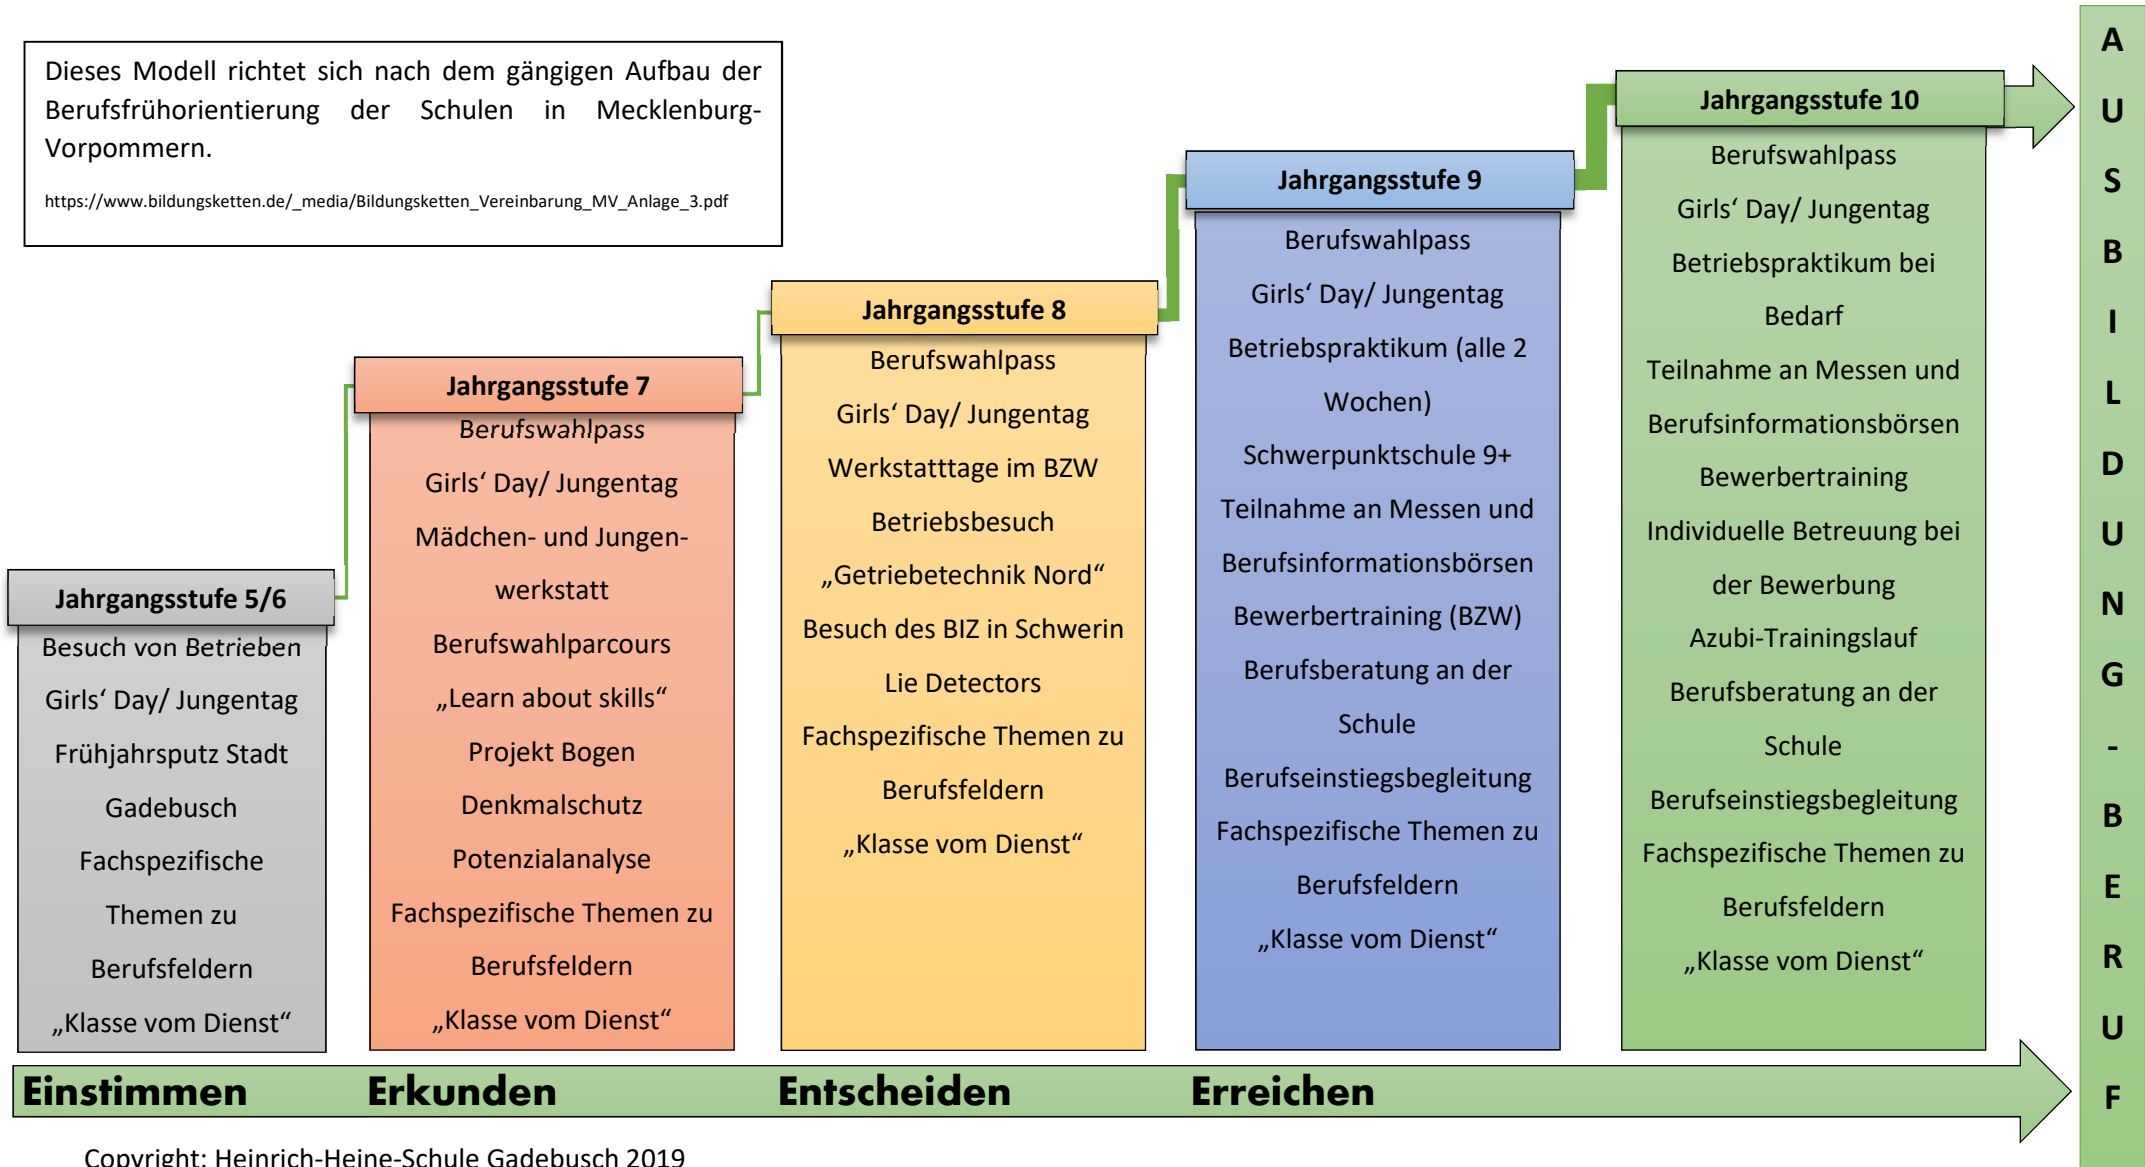 Dieses Modell richtet sich nach dem gängigen Aufbau der
Berufsfrühorientierung der Schulen in Mecklenburg-
Vorpommern.
https://www.bildungsketten.de/_media/Bildungsketten_Vereinbarung_MV_Anlage_3.pdf
Jahrgangsstufe 5/6
Besuch von Betrieben
Girls‘ Day/ Jungentag
Frühjahrsputz Stadt
Gadebusch
Fachspezifische
Themen zu
Berufsfeldern
„Klasse vom Dienst“
Jahrgangsstufe 7
Berufswahlpass
Girls‘ Day/ Jungentag
Mädchen- und Jungen-
werkstatt
Berufswahlparcours
„Learn about skills“
Projekt Bogen
Denkmalschutz
Potenzialanalyse
Fachspezifische Themen zu
Berufsfeldern
„Klasse vom Dienst“
Jahrgangsstufe 8
Berufswahlpass
Girls‘ Day/ Jungentag
Werkstatttage im BZW
Betriebsbesuch
„Getriebetechnik Nord“
Besuch des BIZ in Schwerin
Lie Detectors
Fachspezifische Themen zu
Berufsfeldern
„Klasse vom Dienst“
Jahrgangsstufe 9
Berufswahlpass
Girls‘ Day/ Jungentag
Betriebspraktikum (alle 2
Wochen)
Schwerpunktschule 9+
Teilnahme an Messen und
Berufsinformationsbörsen
Bewerbertraining (BZW)
Berufsberatung an der
Schule
Berufseinstiegsbegleitung
Fachspezifische Themen zu
Berufsfeldern
„Klasse vom Dienst“
Jahrgangsstufe 10
Berufswahlpass
Girls‘ Day/ Jungentag
Betriebspraktikum bei
Bedarf
Teilnahme an Messen und
Berufsinformationsbörsen
Bewerbertraining
Individuelle Betreuung bei
der Bewerbung
Azubi-Trainingslauf
Berufsberatung an der
Schule
Berufseinstiegsbegleitung
Fachspezifische Themen zu
Berufsfeldern
„Klasse vom Dienst“
AUSBILDUNG-BERUF
Einstimmen Erkunden Entscheiden Erreichen
Copyright: Heinrich-Heine-Schule Gadebusch 2019